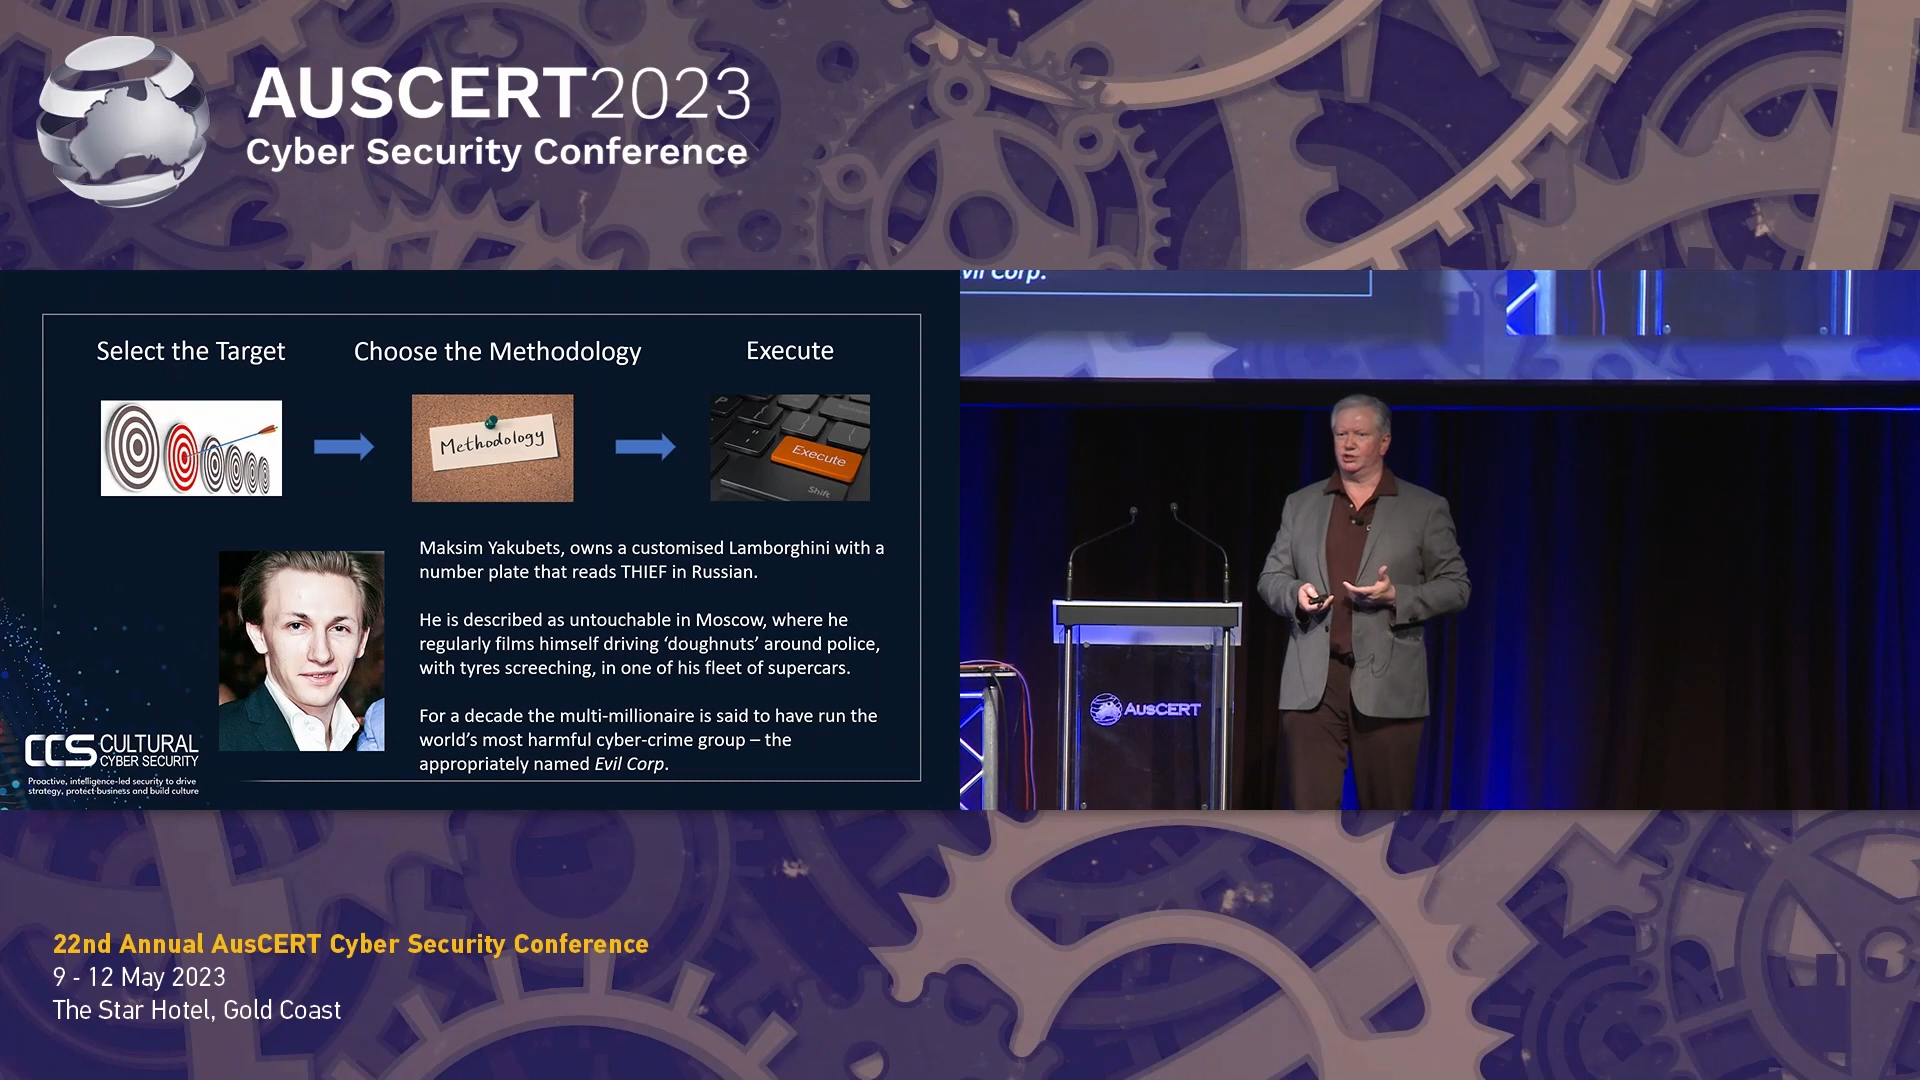 AUSCERT2023
Cyber Security Conference
Select the Target
Choose the Methodology
Execute
Methodology
Execute
Shift
Maksim Yakubets, owns a customised Lamborghini with a
number plate that reads THIEF in Russian.
He is described as untouchable in Moscow, where he
regularly films himself driving ‘doughnuts’ around police,
with tyres screeching, in one of his fleet of supercars.
For a decade the multi-millionaire is said to have run the
world’s most harmful cyber-crime group – the
appropriately named Evil Corp.
CCS CULTURAL
CYBER SECURITY
Proactive, intelligence-led security to drive
strategy, protect business and build culture
Corp.
AUSCERT
22nd Annual AusCERT Cyber Security Conference
9 - 12 May 2023
The Star Hotel, Gold Coast